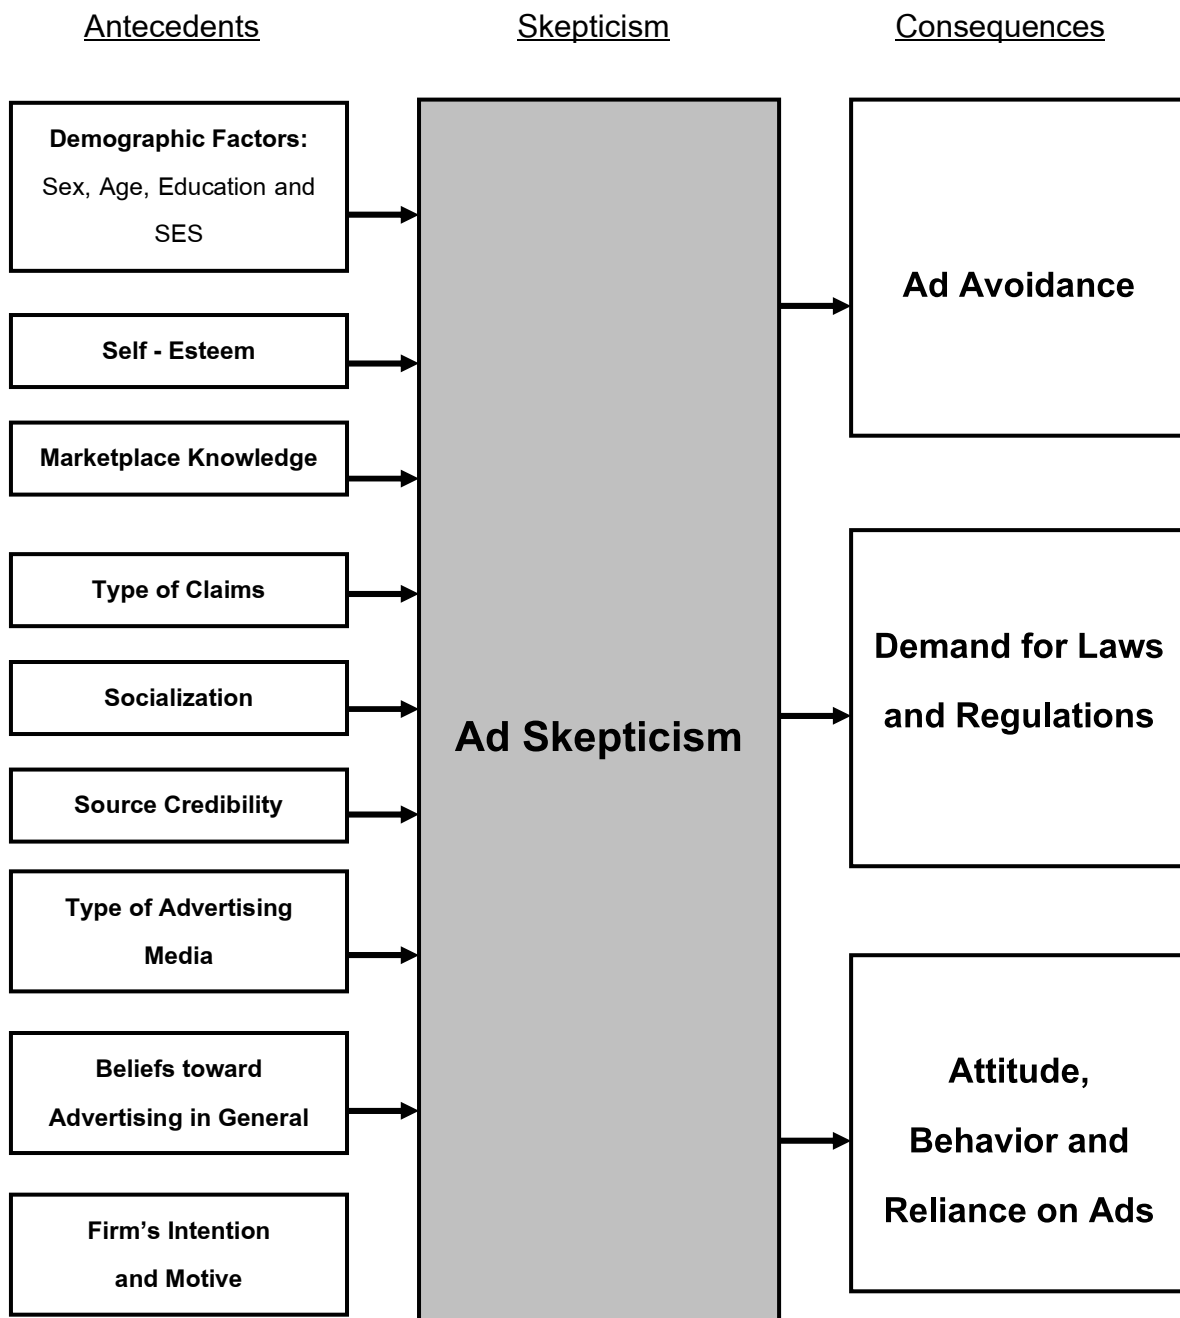 Antecedents
Skepticism
Consequences
Demographic Factors:
Sex, Age, Education and
SES
Self - Esteem
Marketplace Knowledge
Type of Claims
Socialization
Source Credibility
Type of Advertising
Media
Beliefs toward
Advertising in General
Firm’s Intention
and Motive
Ad Skepticism
Ad Avoidance
Demand for Laws
and Regulations
Attitude,
Behavior and
Reliance on Ads